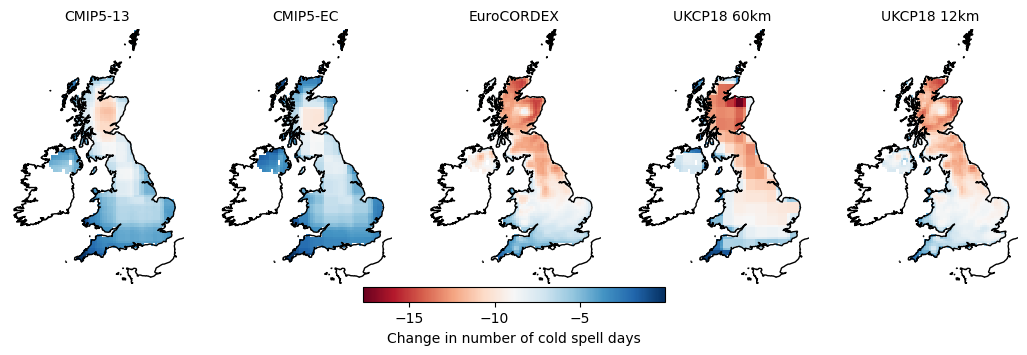 CMIP5-13 CMIP5-EC EuroCORDEX UKCP18 60km UKCP18 12km
−15 −10 −5
Change in number of cold spell days